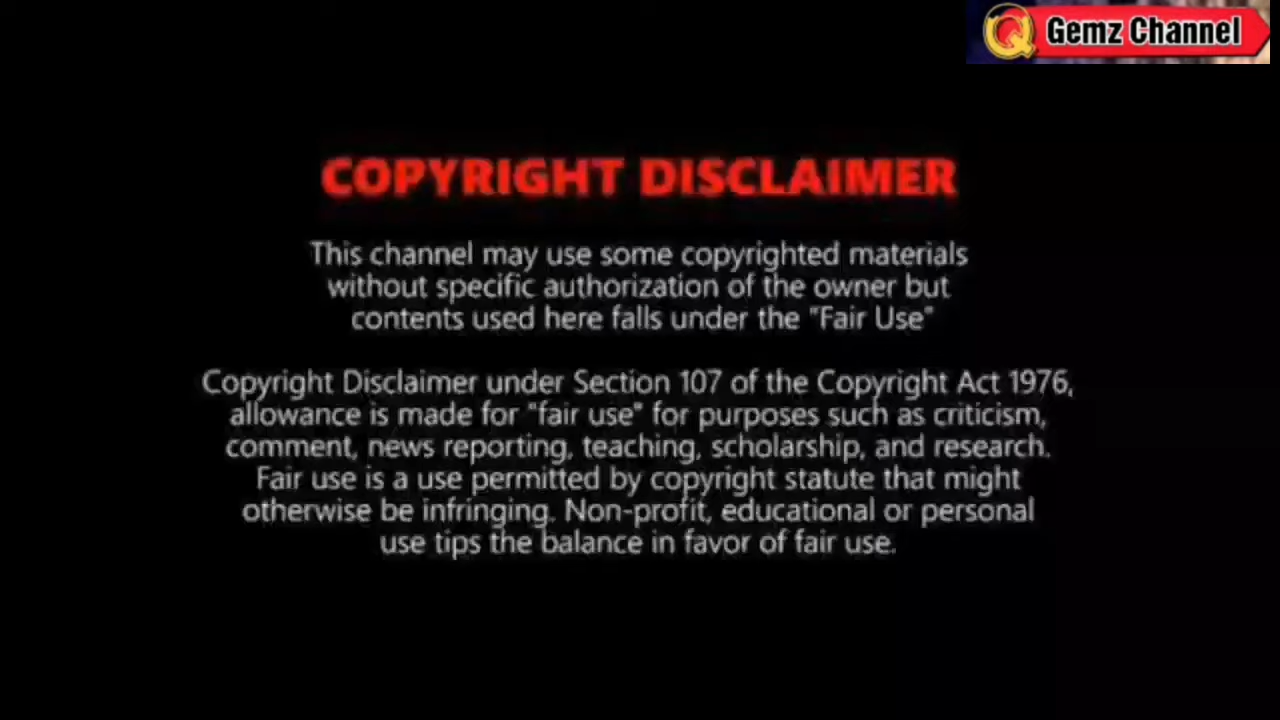 Gemz Channel
COPYRIGHT DISCLAIMER
This channel may use some copyrighted materials
without specific authorization of the owner but
contents used here falls under the "Fair Use"
Copyright Disclaimer under Section 107 of the Copyright Act 1976,
allowance is made for "fair use" for purposes such as criticism,
comment, news reporting, teaching, scholarship, and research.
Fair use is a use permitted by copyright statute that might
otherwise be infringing. Non-profit, educational or personal
use tips the balance in favor of fair use.